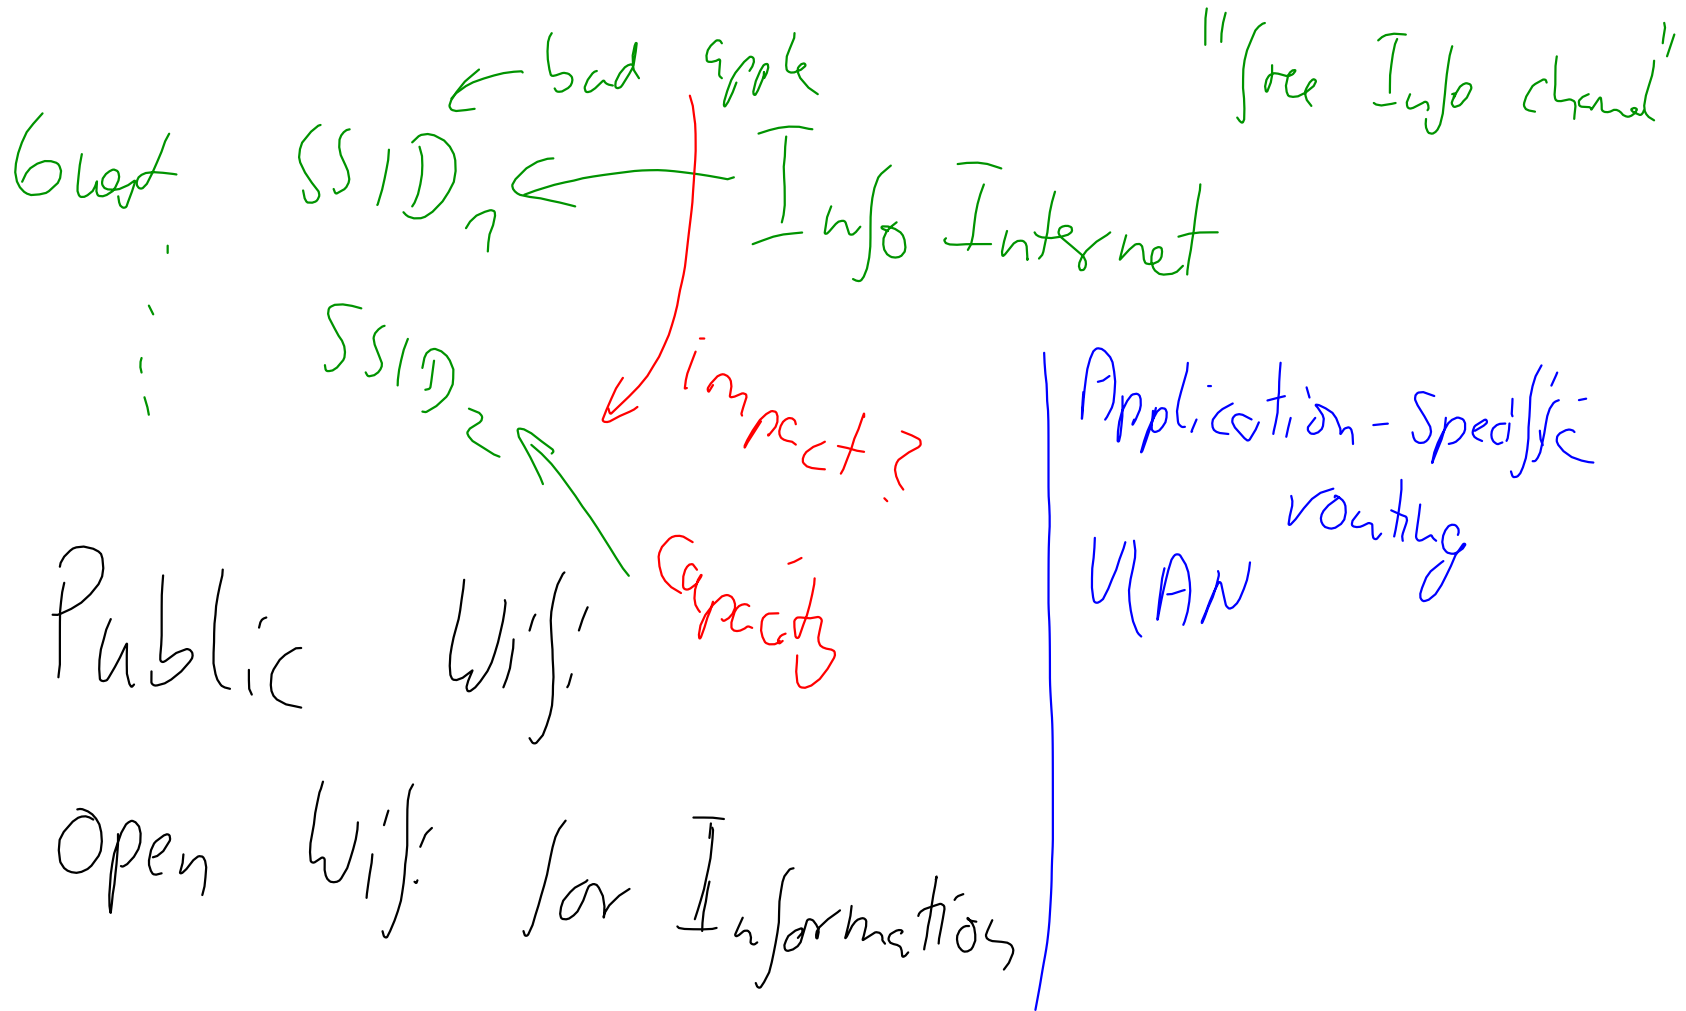 bad apple
"free Info channel"
Guest SSID1 Info Internet
SSID2
impact?
Application-Specific
routing
Capacity
VLAN
Public Wifi
Open Wifi for Information